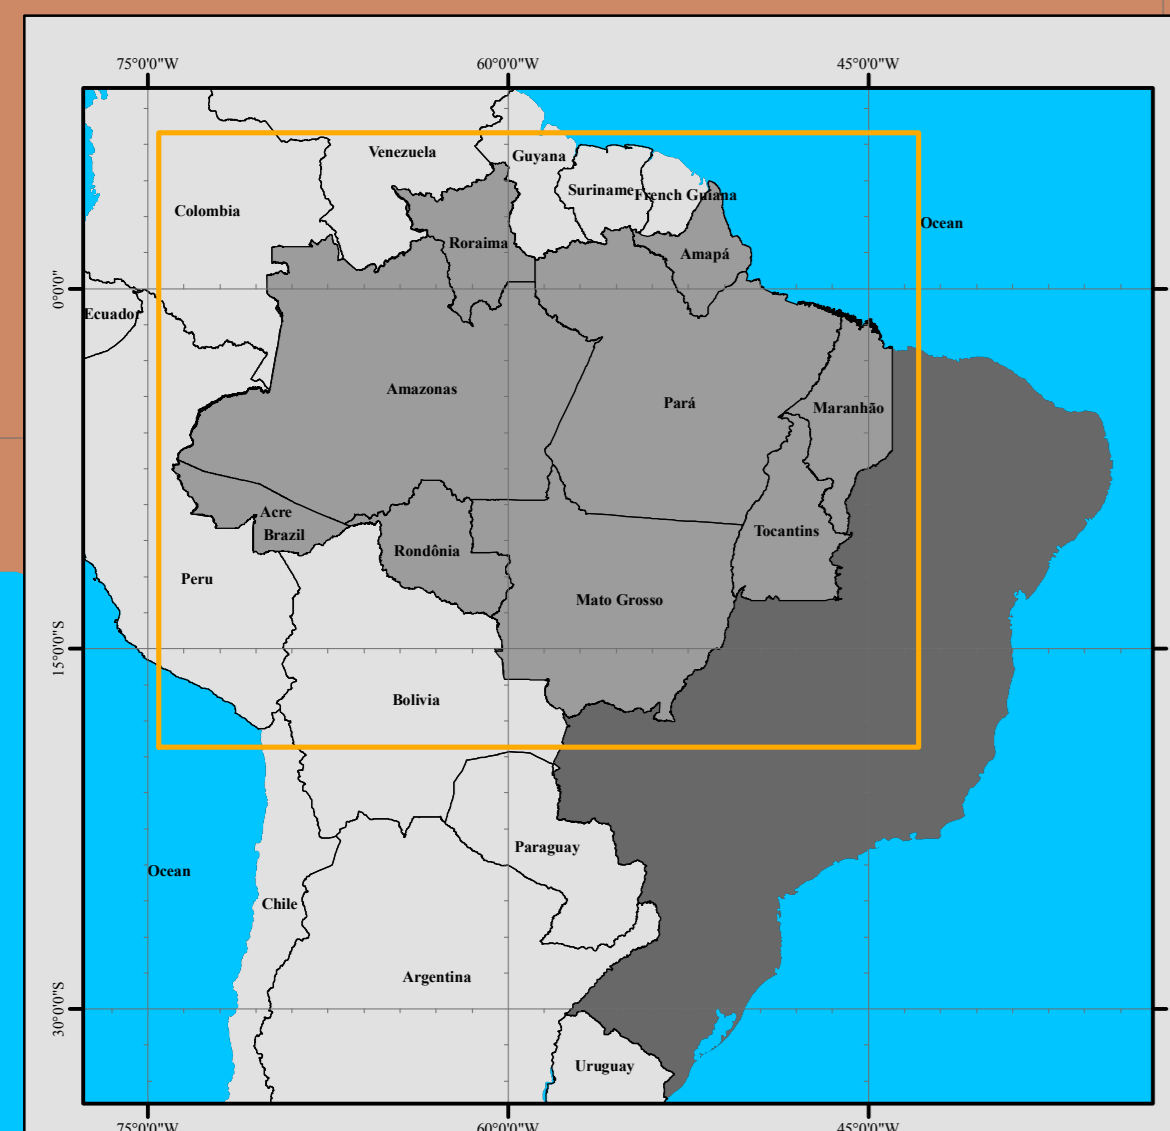 75°0'0"W 60°0'0"W 45°0'0"W
Venezuela
Guyana
Suriname
French Guiana
Colombia
Ocean
Roraima
Amapá
0°0'0"
Ecuador
Amazonas
Pará
Maranhão
Acre
Brazil
Rondônia
Tocantins
Peru
Mato Grosso
15°0'0"S
Bolivia
Paraguay
Ocean
Chile
Argentina
30°0'0"S
Uruguay
75°0'0"W 60°0'0"W 45°0'0"W